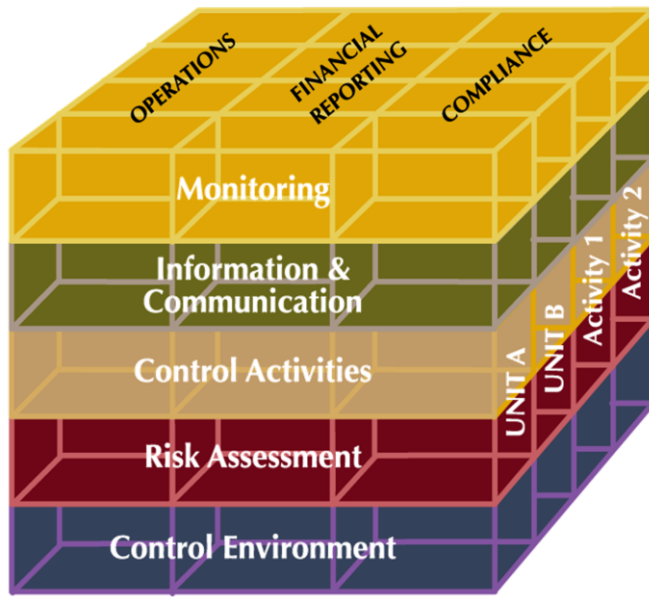 OPERATIONS
FINANCIAL
REPORTING
COMPLIANCE
Monitoring
Information &
Communication
Control Activities
Risk Assessment
Control Environment
UNIT A
UNIT B
Activity 1
Activity 2